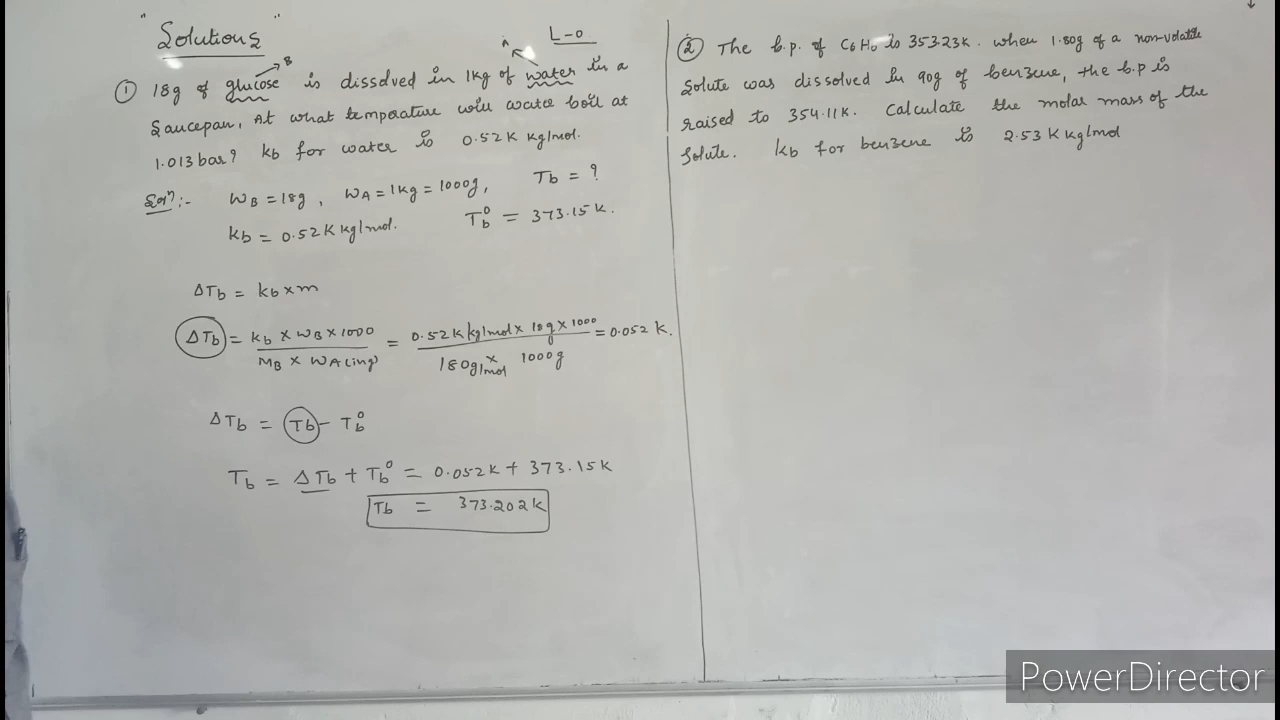 "Solutions"
L-0
① 18g of glucose is dissolved in 1kg of water in a
B
A
Saucepan, At what temperature will water boil at
1.013 bar? kb for water is 0.52K kg/mol.
Soln:- WB = 18g, WA = 1kg = 1000g, Tb = ?
kb = 0.52K kg/mol. Tb° = 373.15K.
ΔTb = kb × m
ΔTb = kb × WB × 1000 / MB × WA (ing) = 0.52K kg/mol × 18g × 1000 g / 180g/mol × 1000g = 0.052 K.
ΔTb = Tb - Tb°
Tb = ΔTb + Tb° = 0.052K + 373.15K
Tb = 373.202K
② The b.p. of C6H6 is 353.23K. when 1.80g of a non-volatile
Solute was dissolved in 90g of benzene, the b.p is
raised to 354.11K. Calculate the molar mass of the
Solute. kb for benzene is 2.53 K kg/mol
PowerDirector